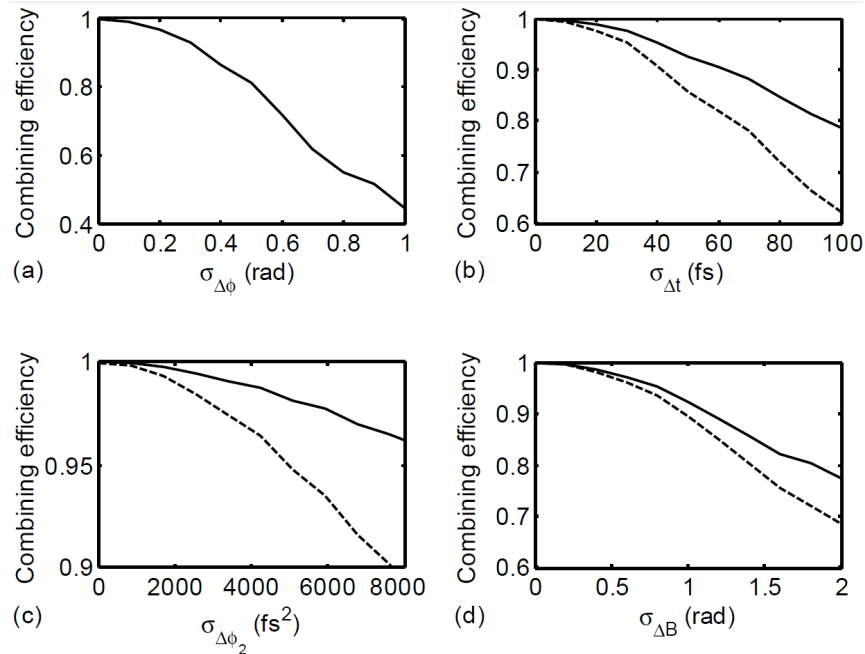 Combining efficiency
1
0.8
0.6
0.4
0 0.2 0.4 0.6 0.8 1
(a) σΔϕ (rad)
Combining efficiency
1
0.9
0.8
0.7
0.6
0 20 40 60 80 100
(b) σΔt (fs)
Combining efficiency
1
0.95
0.9
0 2000 4000 6000 8000
(c) σΔϕ2 (fs²)
Combining efficiency
1
0.9
0.8
0.7
0.6
0 0.5 1 1.5 2
(d) σΔB (rad)